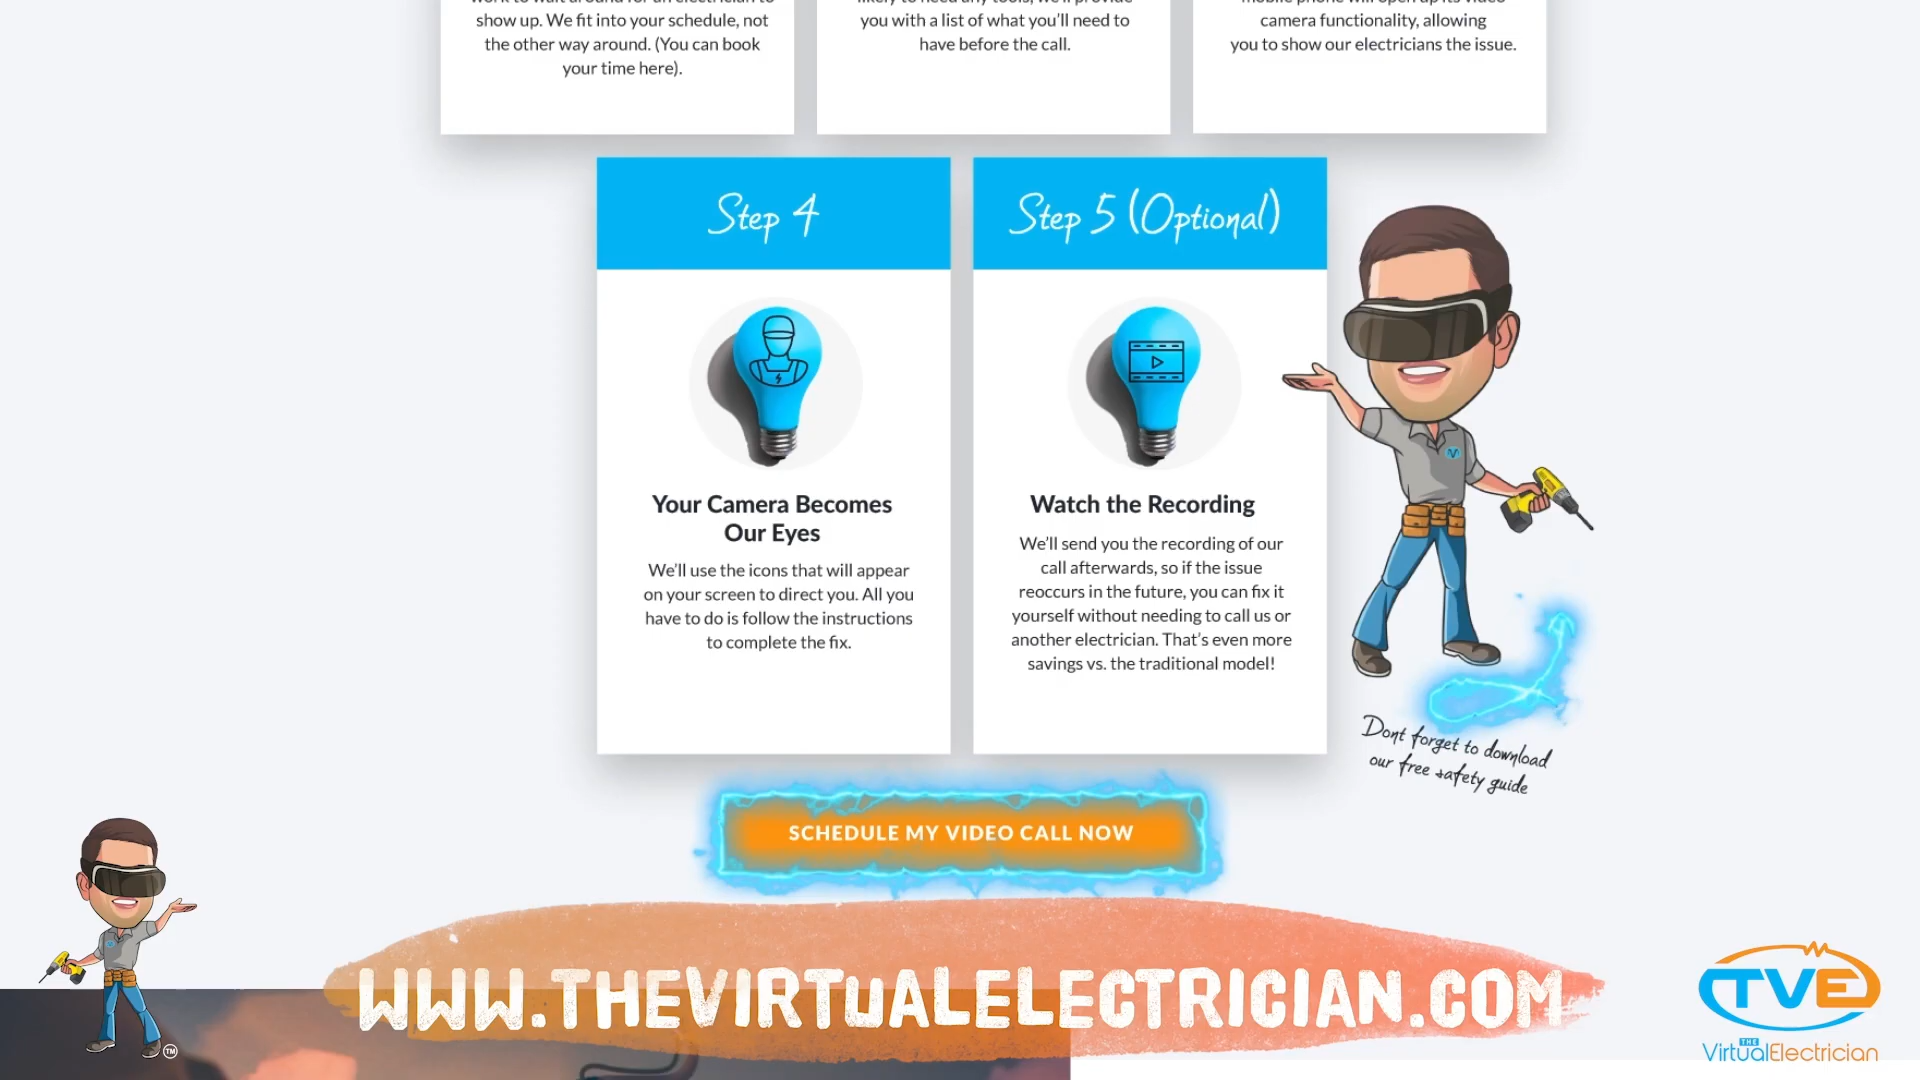 show up. We fit into your schedule, not
the other way around. (You can book
your time here).
you with a list of what you'll need to
have before the call.
camera functionality, allowing
you to show our electricians the issue.
Step 4
Your Camera Becomes
Our Eyes
We'll use the icons that will appear
on your screen to direct you. All you
have to do is follow the instructions
to complete the fix.
Step 5 (Optional)
Watch the Recording
We'll send you the recording of our
call afterwards, so if the issue
reoccurs in the future, you can fix it
yourself without needing to call us or
another electrician. That's even more
savings vs. the traditional model!
Dont forget to download
our free safety guide
SCHEDULE MY VIDEO CALL NOW
WWW.THEVIRTUALELECTRICIAN.COM
TM
TVE
THE
VirtualElectrician